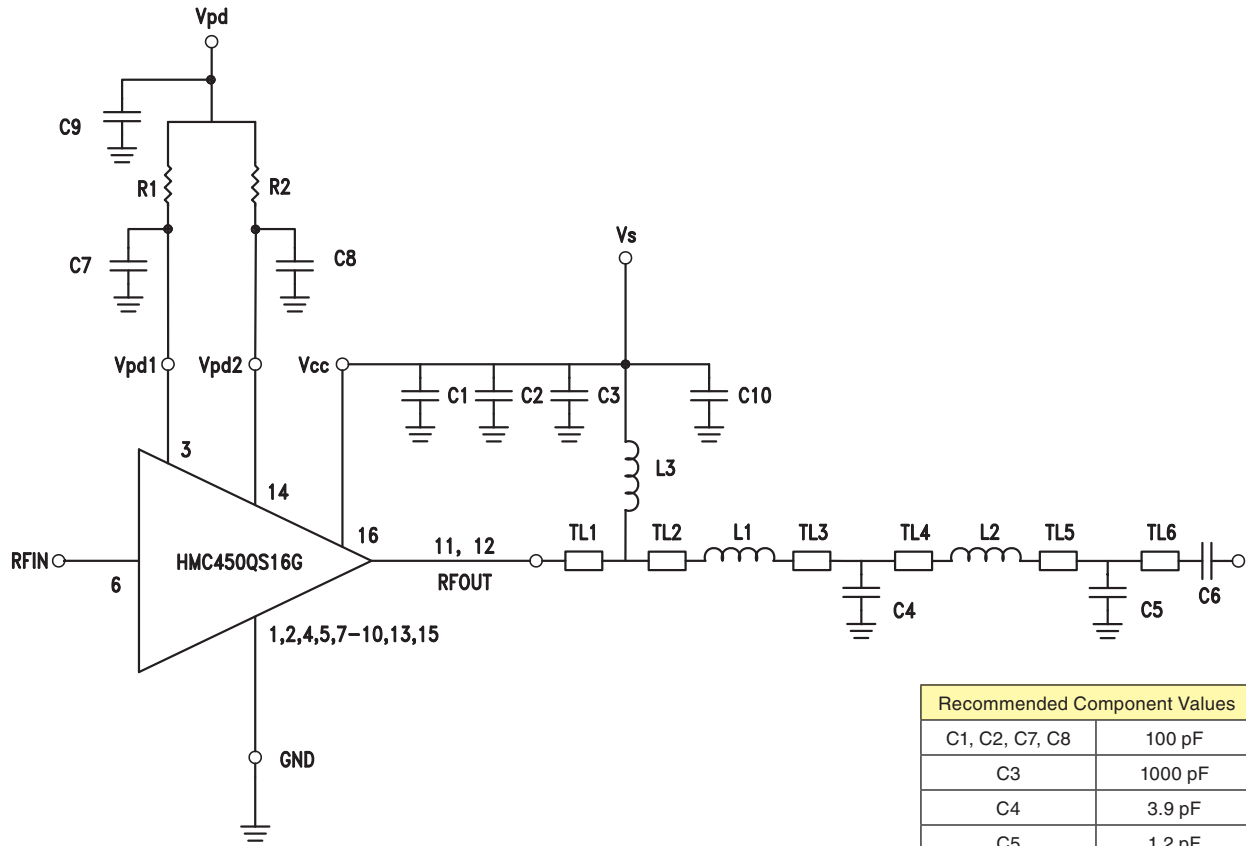 Vpd
C9
R1
R2
C7
C8
Vs
Vpd1
Vpd2
Vcc
C1
C2
C3
C10
3
L3
14
16
TL1
TL2
L1
TL3
TL4
L2
TL5
TL6
RFIN
HMC450QS16G
11, 12
6
RFOUT
C6
C4
C5
1,2,4,5,7-10,13,15
GND
Recommended Component Values
C1, C2, C7, C8 100 pF
C3 1000 pF
C4 3.9 pF
C5 1.2 pF